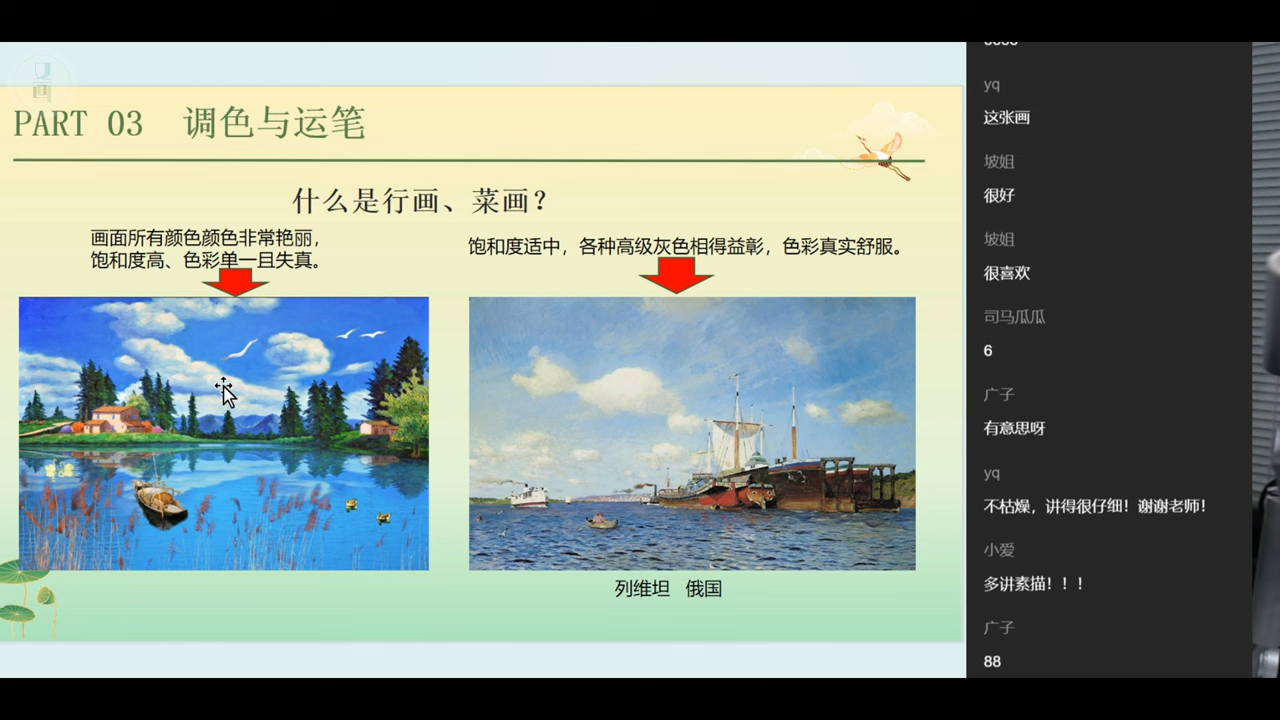 PART 03 调色与运笔
什么是行画、菜画？
画面所有颜色颜色非常艳丽，
饱和度高、色彩单一且失真。
饱和度适中，各种高级灰色相得益彰，色彩真实舒服。
列维坦 俄国
yq
这张画
坡姐
很好
坡姐
很喜欢
司马瓜瓜
6
广子
有意思呀
yq
不枯燥，讲得很仔细！谢谢老师！
小爱
多讲素描！！！
广子
88